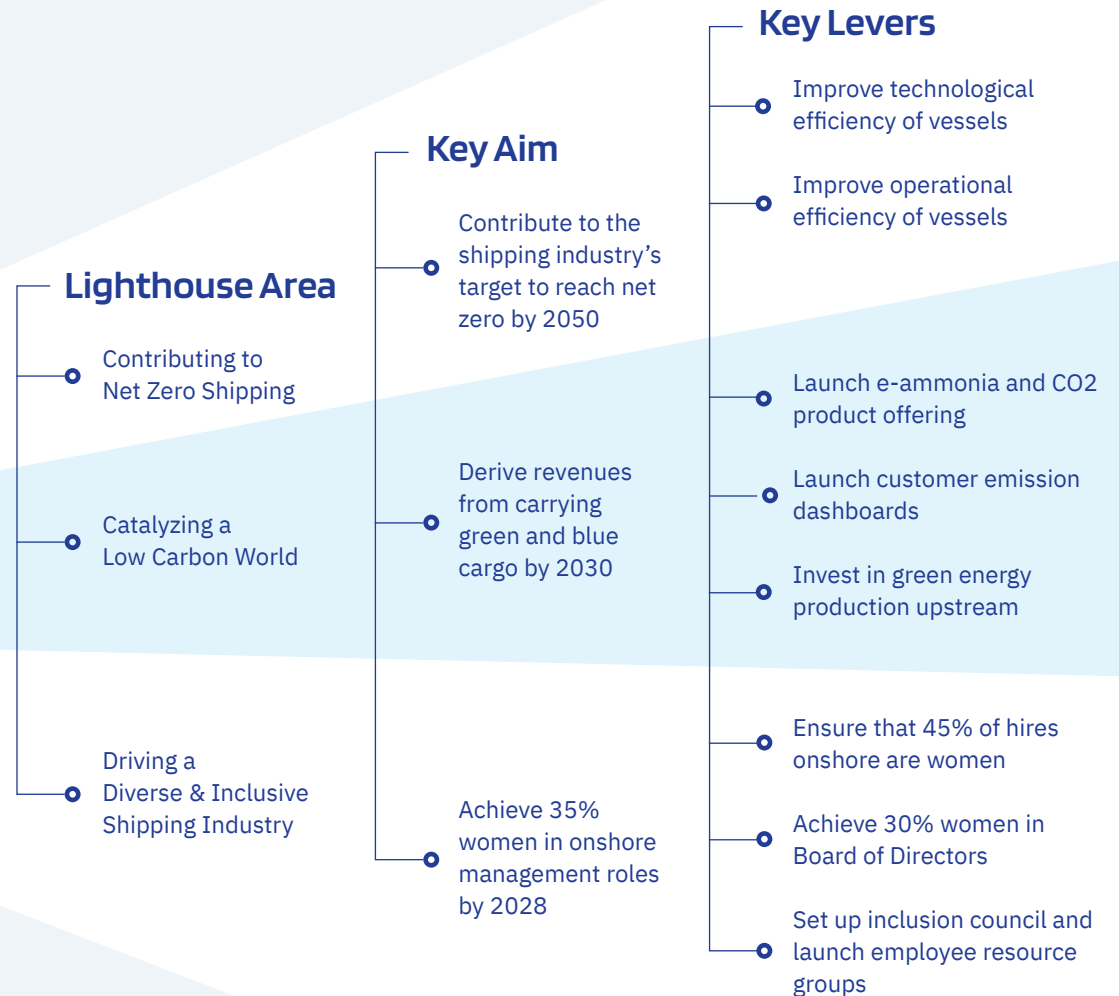 Lighthouse Area
Contributing to
Net Zero Shipping
Catalyzing a
Low Carbon World
Driving a
Diverse & Inclusive
Shipping Industry
Key Aim
Contribute to the
shipping industry’s
target to reach net
zero by 2050
Derive revenues
from carrying
green and blue
cargo by 2030
Achieve 35%
women in onshore
management roles
by 2028
Key Levers
Improve technological
efficiency of vessels
Improve operational
efficiency of vessels
Launch e-ammonia and CO2
product offering
Launch customer emission
dashboards
Invest in green energy
production upstream
Ensure that 45% of hires
onshore are women
Achieve 30% women in
Board of Directors
Set up inclusion council and
launch employee resource
groups